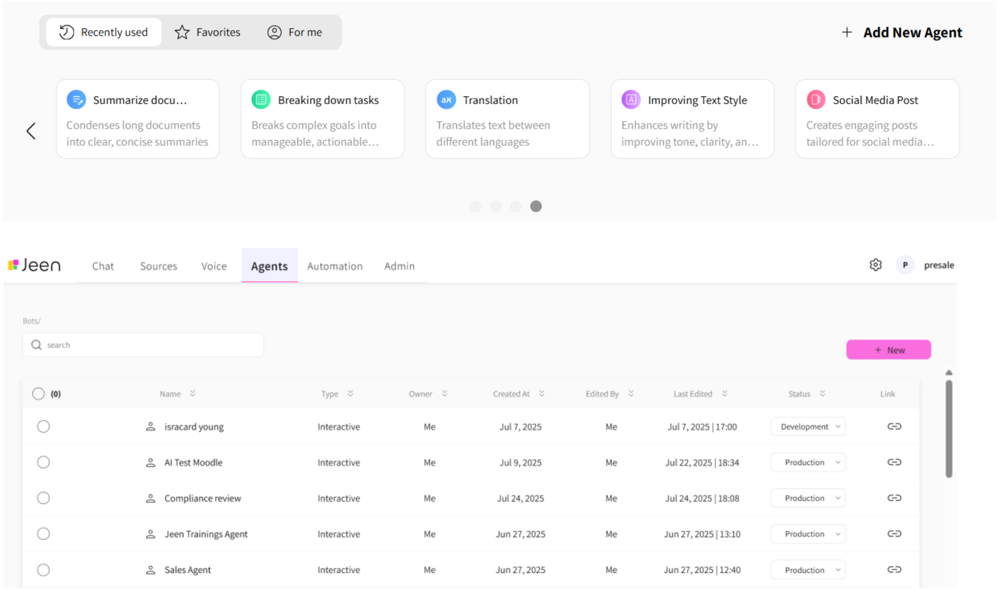 Recently used Favorites For me + Add New Agent
Summarize docu... Breaking down tasks aא Translation A Improving Text Style Social Media Post
Condenses long documents Breaks complex goals into Translates text between Enhances writing by Creates engaging posts
into clear, concise summaries manageable, actionable... different languages improving tone, clarity, an... tailored for social media...
Jeen Chat Sources Voice Agents Automation Admin P presale
Bots/
search
+ New
(0) Name Type Owner Created At Edited By Last Edited Status Link
isracard young Interactive Me Jul 7, 2025 Me Jul 7, 2025 | 17:00 Development
AI Test Moodle Interactive Me Jul 9, 2025 Me Jul 22, 2025 | 18:34 Production
Compliance review Interactive Me Jul 24, 2025 Me Jul 24, 2025 | 18:08 Production
Jeen Trainings Agent Interactive Me Jun 27, 2025 Me Jun 27, 2025 | 13:10 Production
Sales Agent Interactive Me Jun 27, 2025 Me Jun 27, 2025 | 12:40 Production